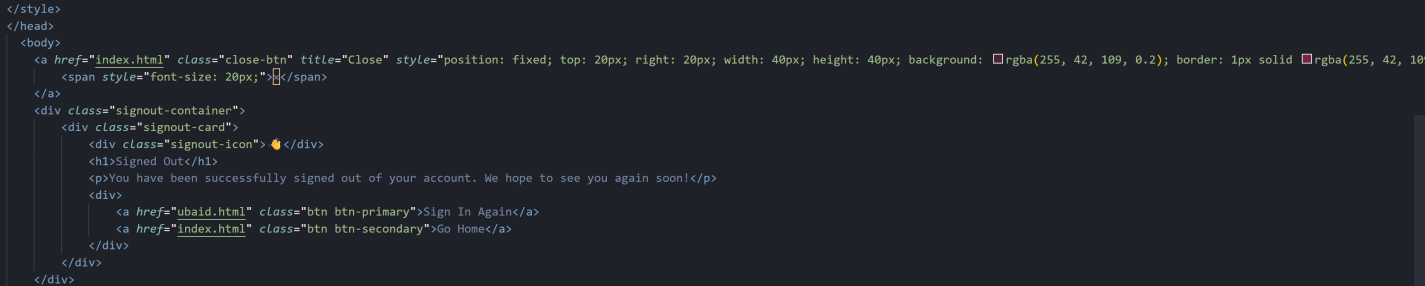 </style>
</head>
<body>
<a href="index.html" class="close-btn" title="Close" style="position: fixed; top: 20px; right: 20px; width: 40px; height: 40px; background: rgba(255, 42, 109, 0.2); border: 1px solid rgba(255, 42, 109
<span style="font-size: 20px;">×</span>
</a>
<div class="signout-container">
<div class="signout-card">
<div class="signout-icon">👋</div>
<h1>Signed Out</h1>
<p>You have been successfully signed out of your account. We hope to see you again soon!</p>
<div>
<a href="ubaid.html" class="btn btn-primary">Sign In Again</a>
<a href="index.html" class="btn btn-secondary">Go Home</a>
</div>
</div>
</div>